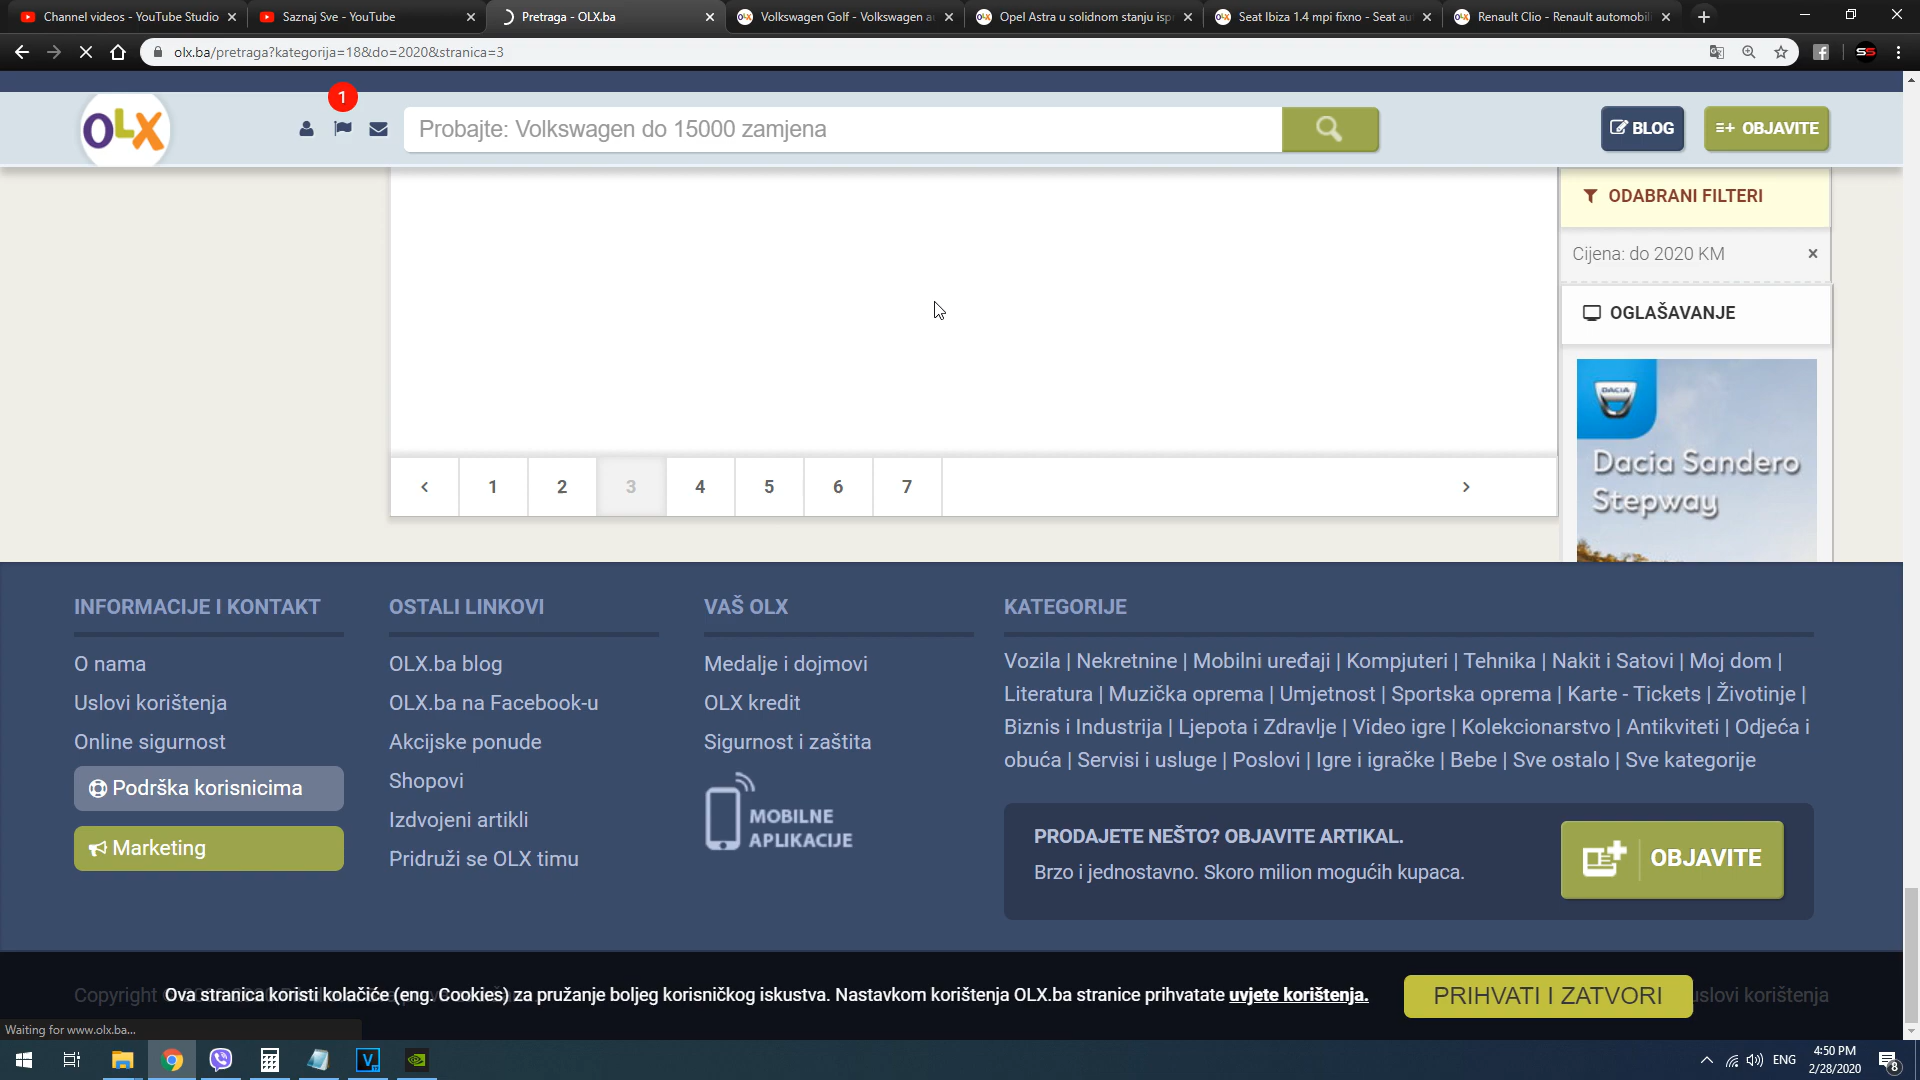 Channel videos - YouTube Studio
Saznaj Sve - YouTube
Pretraga - OLX.ba
Volkswagen Golf - Volkswagen au
Opel Astra u solidnom stanju isp
Seat Ibiza 1.4 mpi fixno - Seat aut
Renault Clio - Renault automobil
olx.ba/pretraga?kategorija=18&do=2020&stranica=3
SS
OLX
1
Probajte: Volkswagen do 15000 zamjena
BLOG
OBJAVITE
ODABRANI FILTERI
Cijena: do 2020 KM
OGLAŠAVANJE
DACIA
Dacia Sandero
Stepway
1 2 3 4 5 6 7
INFORMACIJE I KONTAKT
O nama
Uslovi korištenja
Online sigurnost
Podrška korisnicima
Marketing
OSTALI LINKOVI
OLX.ba blog
OLX.ba na Facebook-u
Akcijske ponude
Shopovi
Izdvojeni artikli
Pridruži se OLX timu
VAŠ OLX
Medalje i dojmovi
OLX kredit
Sigurnost i zaštita
MOBILNE
APLIKACIJE
KATEGORIJE
Vozila | Nekretnine | Mobilni uređaji | Kompjuteri | Tehnika | Nakit i Satovi | Moj dom |
Literatura | Muzička oprema | Umjetnost | Sportska oprema | Karte - Tickets | Životinje |
Biznis i Industrija | Ljepota i Zdravlje | Video igre | Kolekcionarstvo | Antikviteti | Odjeća i
obuća | Servisi i usluge | Poslovi | Igre i igračke | Bebe | Sve ostalo | Sve kategorije
PRODAJETE NEŠTO? OBJAVITE ARTIKAL.
Brzo i jednostavno. Skoro milion mogućih kupaca.
OBJAVITE
Copyright
Ova stranica koristi kolačiće (eng. Cookies) za pružanje boljeg korisničkog iskustva. Nastavkom korištenja OLX.ba stranice prihvatate uvjete korištenja.
PRIHVATI I ZATVORI
uslovi korištenja
Waiting for www.olx.ba...
ENG
4:50 PM
2/28/2020
8